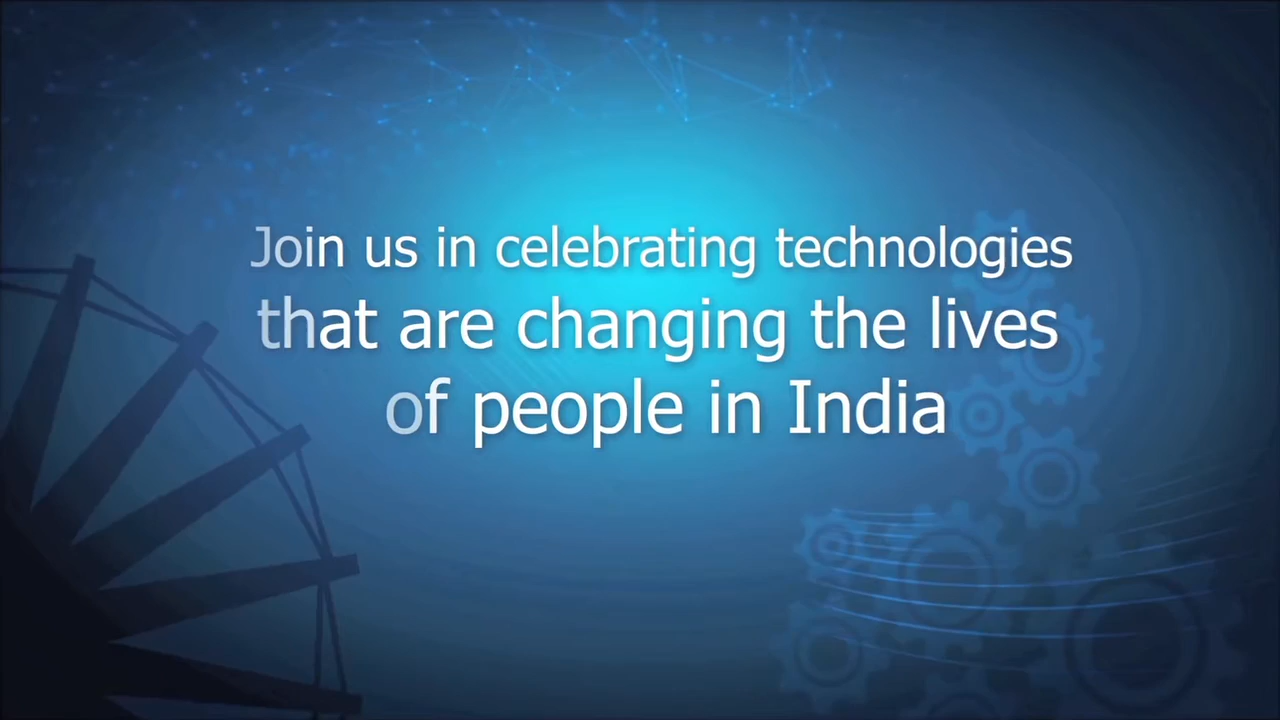 Join us in celebrating technologies
that are changing the lives
of people in India